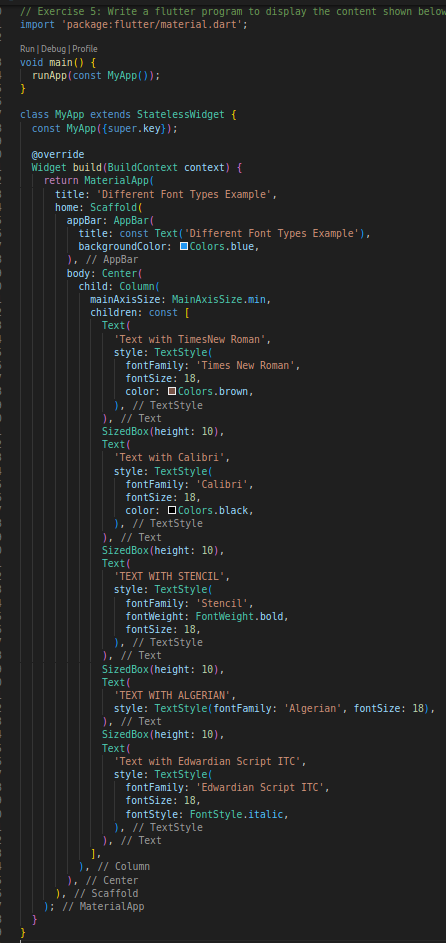 // Exercise 5: Write a flutter program to display the content shown below
import 'package:flutter/material.dart';
Run | Debug | Profile
void main() {
  runApp(const MyApp());
}
class MyApp extends StatelessWidget {
  const MyApp({super.key});
  @override
  Widget build(BuildContext context) {
    return MaterialApp(
      title: 'Different Font Types Example',
      home: Scaffold(
        appBar: AppBar(
          title: const Text('Different Font Types Example'),
          backgroundColor: Colors.blue,
        ), // AppBar
        body: Center(
          child: Column(
            mainAxisSize: MainAxisSize.min,
            children: const [
              Text(
                'Text with TimesNew Roman',
                style: TextStyle(
                  fontFamily: 'Times New Roman',
                  fontSize: 18,
                  color: Colors.brown,
                ), // TextStyle
              ), // Text
              SizedBox(height: 10),
              Text(
                'Text with Calibri',
                style: TextStyle(
                  fontFamily: 'Calibri',
                  fontSize: 18,
                  color: Colors.black,
                ), // TextStyle
              ), // Text
              SizedBox(height: 10),
              Text(
                'TEXT WITH STENCIL',
                style: TextStyle(
                  fontFamily: 'Stencil',
                  fontWeight: FontWeight.bold,
                  fontSize: 18,
                ), // TextStyle
              ), // Text
              SizedBox(height: 10),
              Text(
                'TEXT WITH ALGERIAN',
                style: TextStyle(fontFamily: 'Algerian', fontSize: 18),
              ), // Text
              SizedBox(height: 10),
              Text(
                'Text with Edwardian Script ITC',
                style: TextStyle(
                  fontFamily: 'Edwardian Script ITC',
                  fontSize: 18,
                  fontStyle: FontStyle.italic,
                ), // TextStyle
              ), // Text
            ],
          ), // Column
        ), // Center
      ), // Scaffold
    ); // MaterialApp
  }
}